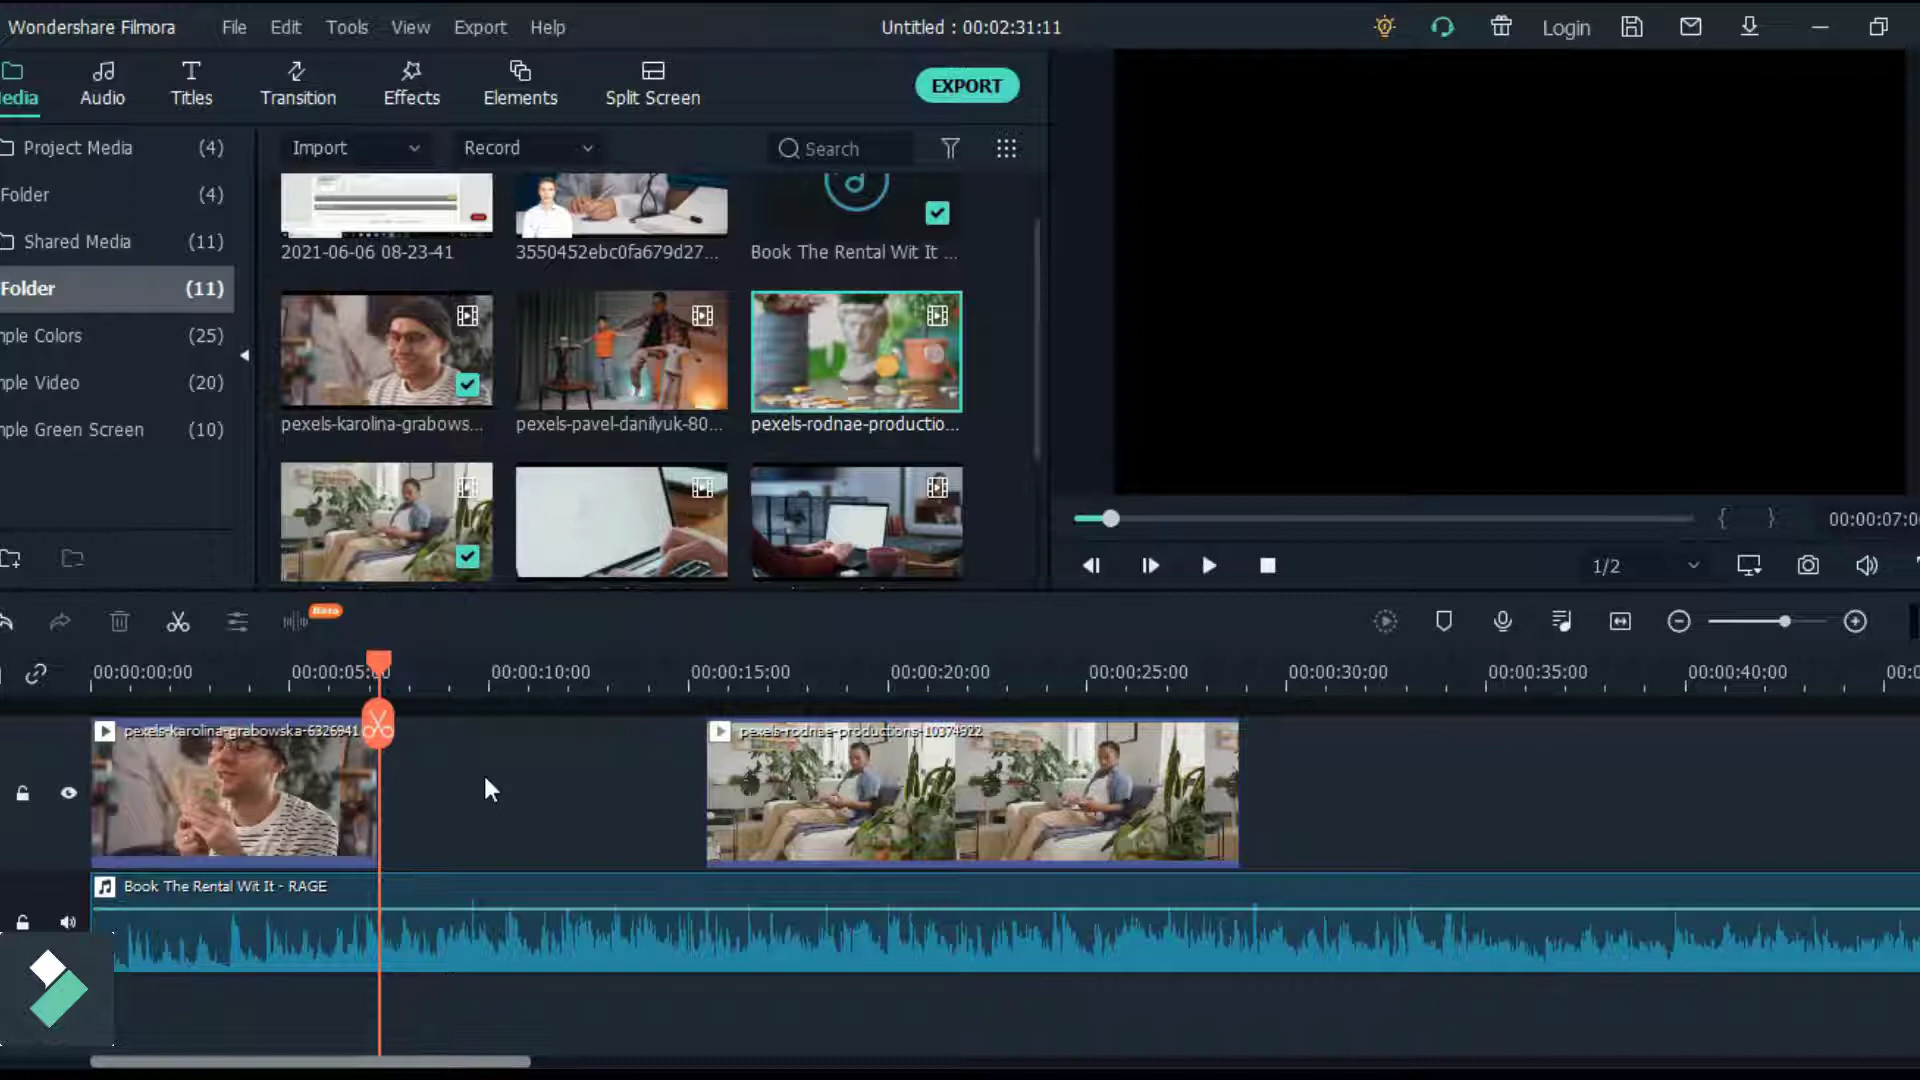 Wondershare Filmora File Edit Tools View Export Help Untitled : 00:02:31:11 Login
edia Audio Titles Transition Effects Elements Split Screen EXPORT
Project Media (4) Import Record Search
Folder (4)
Shared Media (11)
2021-06-06 08-23-41 3550452ebc0fa679d27... Book The Rental Wit It ...
Folder (11)
mple Colors (25)
mple Video (20)
pexels-karolina-grabows... pexels-pavel-danilyuk-80... pexels-rodnae-productio...
mple Green Screen (10)
{ } 00:00:07:0
1/2
Beta
00:00:00:00 00:00:05:00 00:00:10:00 00:00:15:00 00:00:20:00 00:00:25:00 00:00:30:00 00:00:35:00 00:00:40:00 00:0
pexels-karolina-grabowska-6326941 pexels-rodnae-productions-10374922
Book The Rental Wit It - RAGE